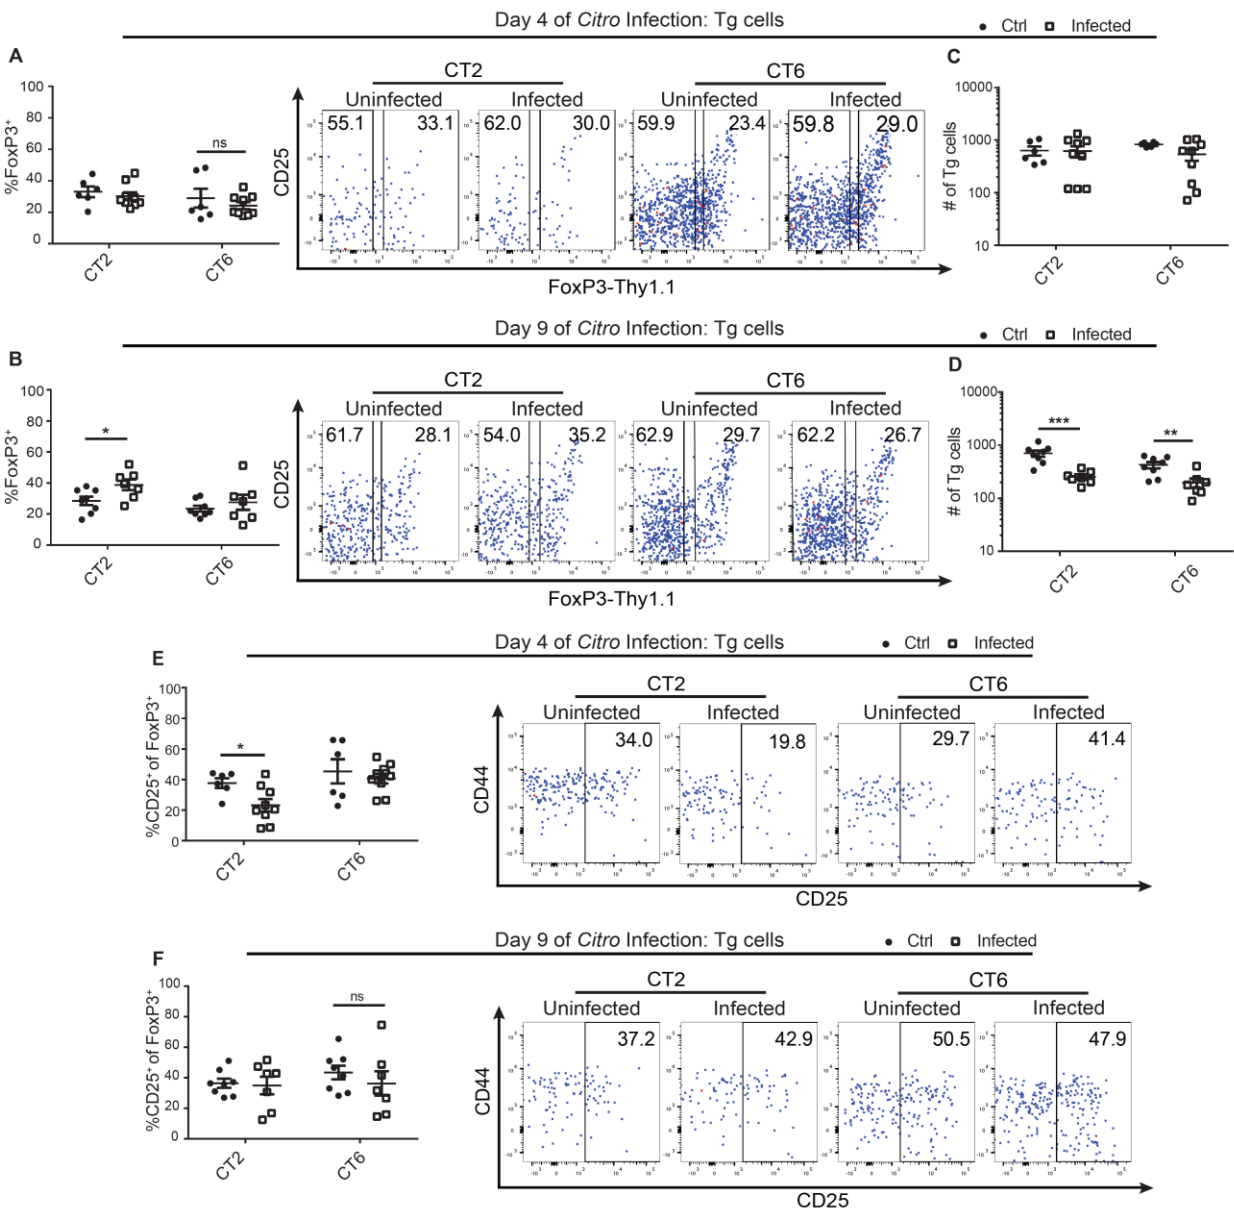 Day 4 of Citro Infection: Tg cells
Ctrl Infected
A
%FoxP3+
100
80
60
40
20
0
ns
CT2 CT6
CT2 CT6
Uninfected Infected Uninfected Infected
55.1 33.1 62.0 30.0 59.9 23.4 59.8 29.0
CD25
FoxP3-Thy1.1
C
# of Tg cells
10000
1000
100
10
CT2 CT6
Day 9 of Citro Infection: Tg cells
Ctrl Infected
B
%FoxP3+
100
80
60
40
20
0
*
CT2 CT6
CT2 CT6
Uninfected Infected Uninfected Infected
61.7 28.1 54.0 35.2 62.9 29.7 62.2 26.7
CD25
FoxP3-Thy1.1
D
# of Tg cells
10000
1000
100
10
*** **
CT2 CT6
Day 4 of Citro Infection: Tg cells
Ctrl Infected
E
%CD25+ of FoxP3+
100
80
60
40
20
0
*
CT2 CT6
CT2 CT6
Uninfected Infected Uninfected Infected
34.0 19.8 29.7 41.4
CD44
CD25
Day 9 of Citro Infection: Tg cells
Ctrl Infected
F
%CD25+ of FoxP3+
100
80
60
40
20
0
ns
CT2 CT6
CT2 CT6
Uninfected Infected Uninfected Infected
37.2 42.9 50.5 47.9
CD44
CD25